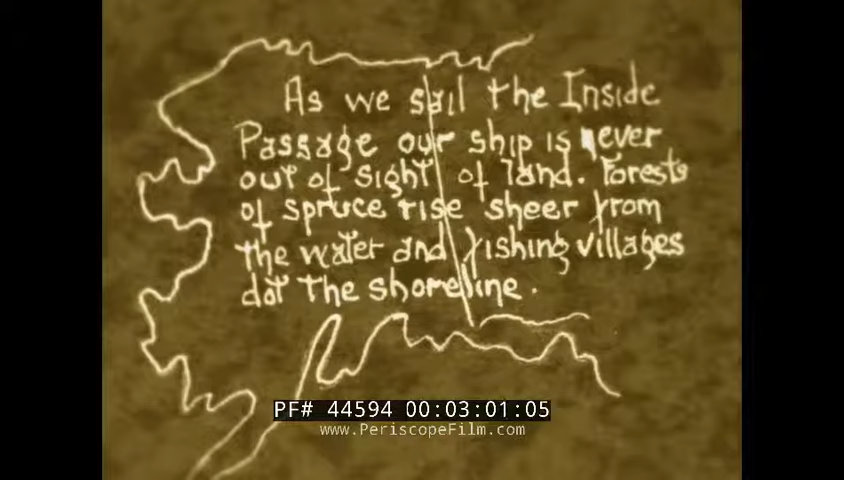 As we sail the Inside
Passage our ship is never
out of sight of land. Forests
of spruce rise sheer from
the water and fishing villages
dot the shoreline.
PF# 44594 00:03:01:05
www.PeriscopeFilm.com